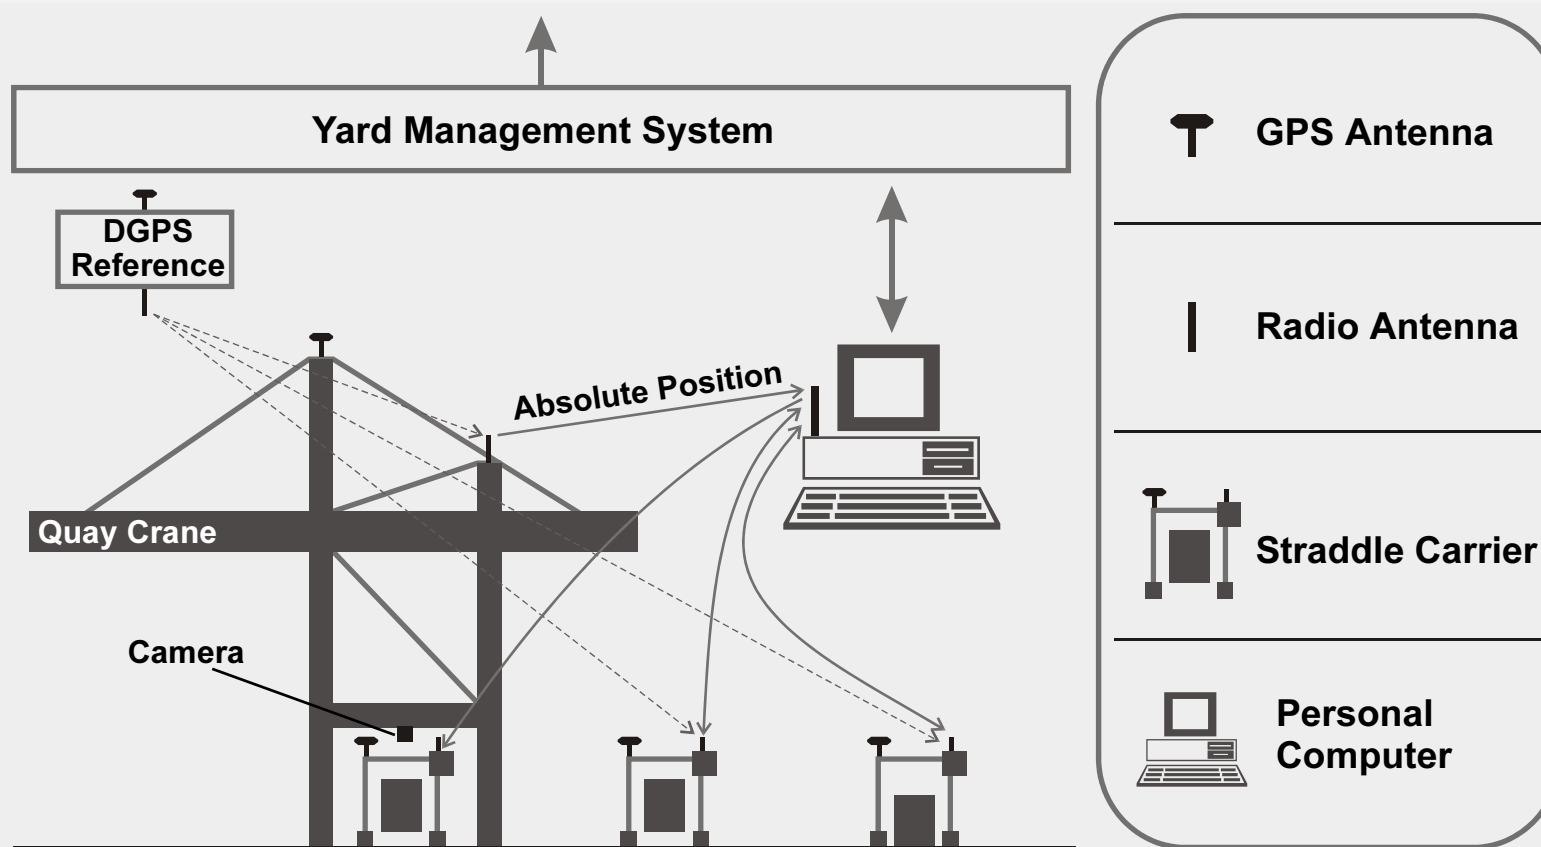 Yard Management System
DGPS
Reference
Absolute Position
Quay Crane
Camera
GPS Antenna
Radio Antenna
Straddle Carrier
Personal
Computer